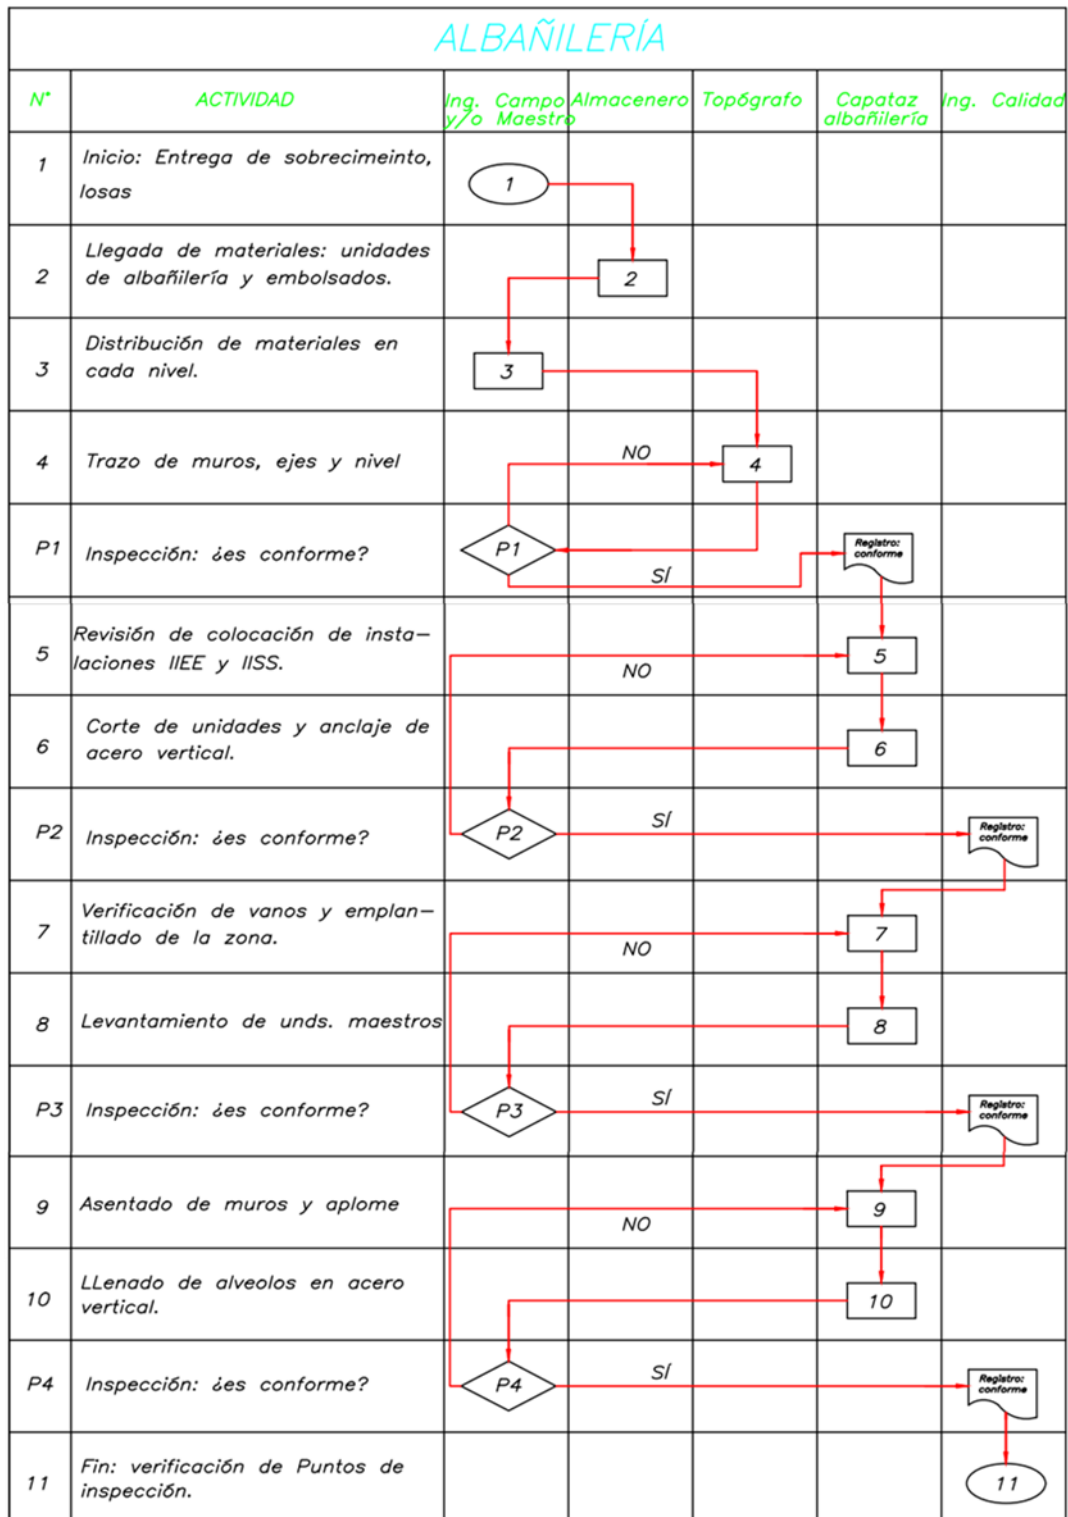 ALBAÑILERÍA
N° ACTIVIDAD Ing. Campo Almacenero Topógrafo Capataz Ing. Calidad
y/o Maestro albañilería
1 Inicio: Entrega de sobrecimeinto,
losas
1
2 Llegada de materiales: unidades
de albañilería y embolsados.
2
3 Distribución de materiales en
cada nivel.
3
4 Trazo de muros, ejes y nivel
NO
4
P1 Inspección: ¿es conforme?
P1
SÍ
Registro:
conforme
5 Revisión de colocación de insta-
laciones IIEE y IISS.
NO
5
6 Corte de unidades y anclaje de
acero vertical.
6
P2 Inspección: ¿es conforme?
P2
SÍ
Registro:
conforme
7 Verificación de vanos y emplan-
tillado de la zona.
NO
7
8 Levantamiento de unds. maestros
8
P3 Inspección: ¿es conforme?
P3
SÍ
Registro:
conforme
9 Asentado de muros y aplome
NO
9
10 LLenado de alveolos en acero
vertical.
10
P4 Inspección: ¿es conforme?
P4
SÍ
Registro:
conforme
11 Fin: verificación de Puntos de
inspección.
11